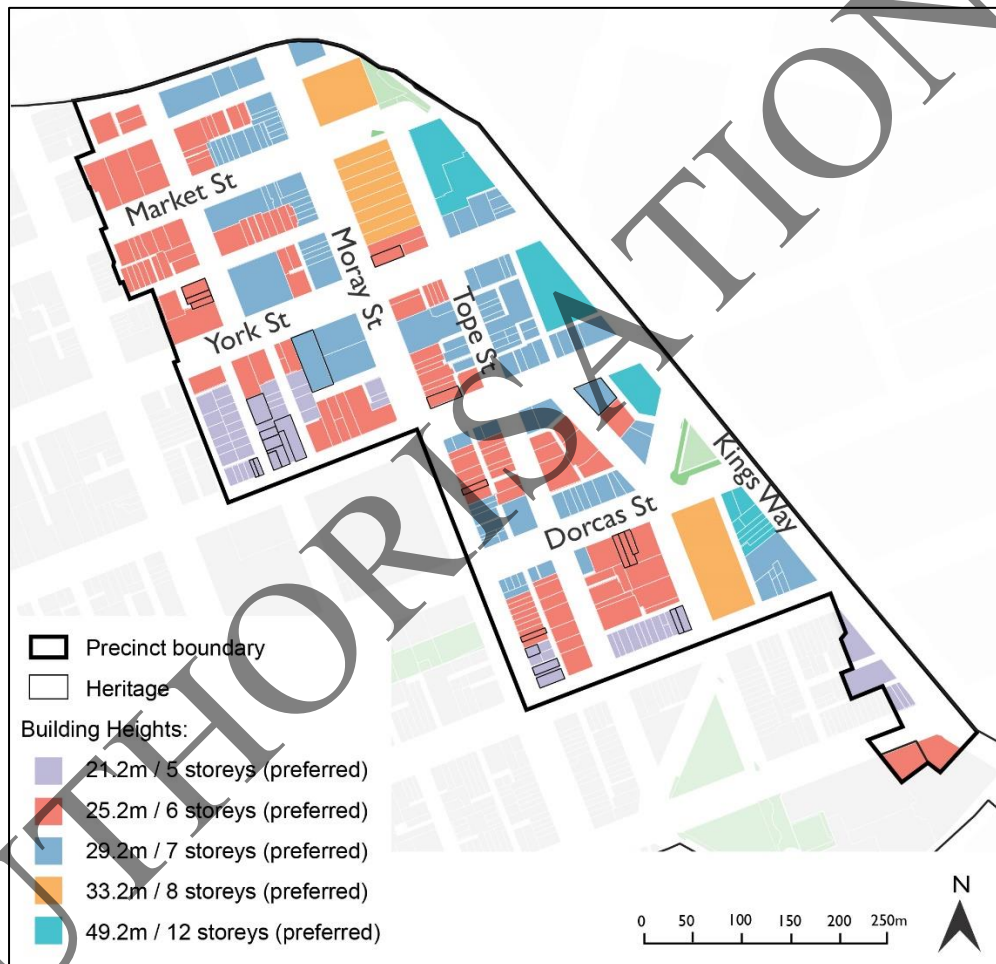 Market St
Moray St
York St
Tope St
Kings Way
Dorcas St
Precinct boundary
Heritage
Building Heights:
21.2m / 5 storeys (preferred)
25.2m / 6 storeys (preferred)
29.2m / 7 storeys (preferred)
33.2m / 8 storeys (preferred)
49.2m / 12 storeys (preferred)
0 50 100 150 200 250m
N
UTHORISATION